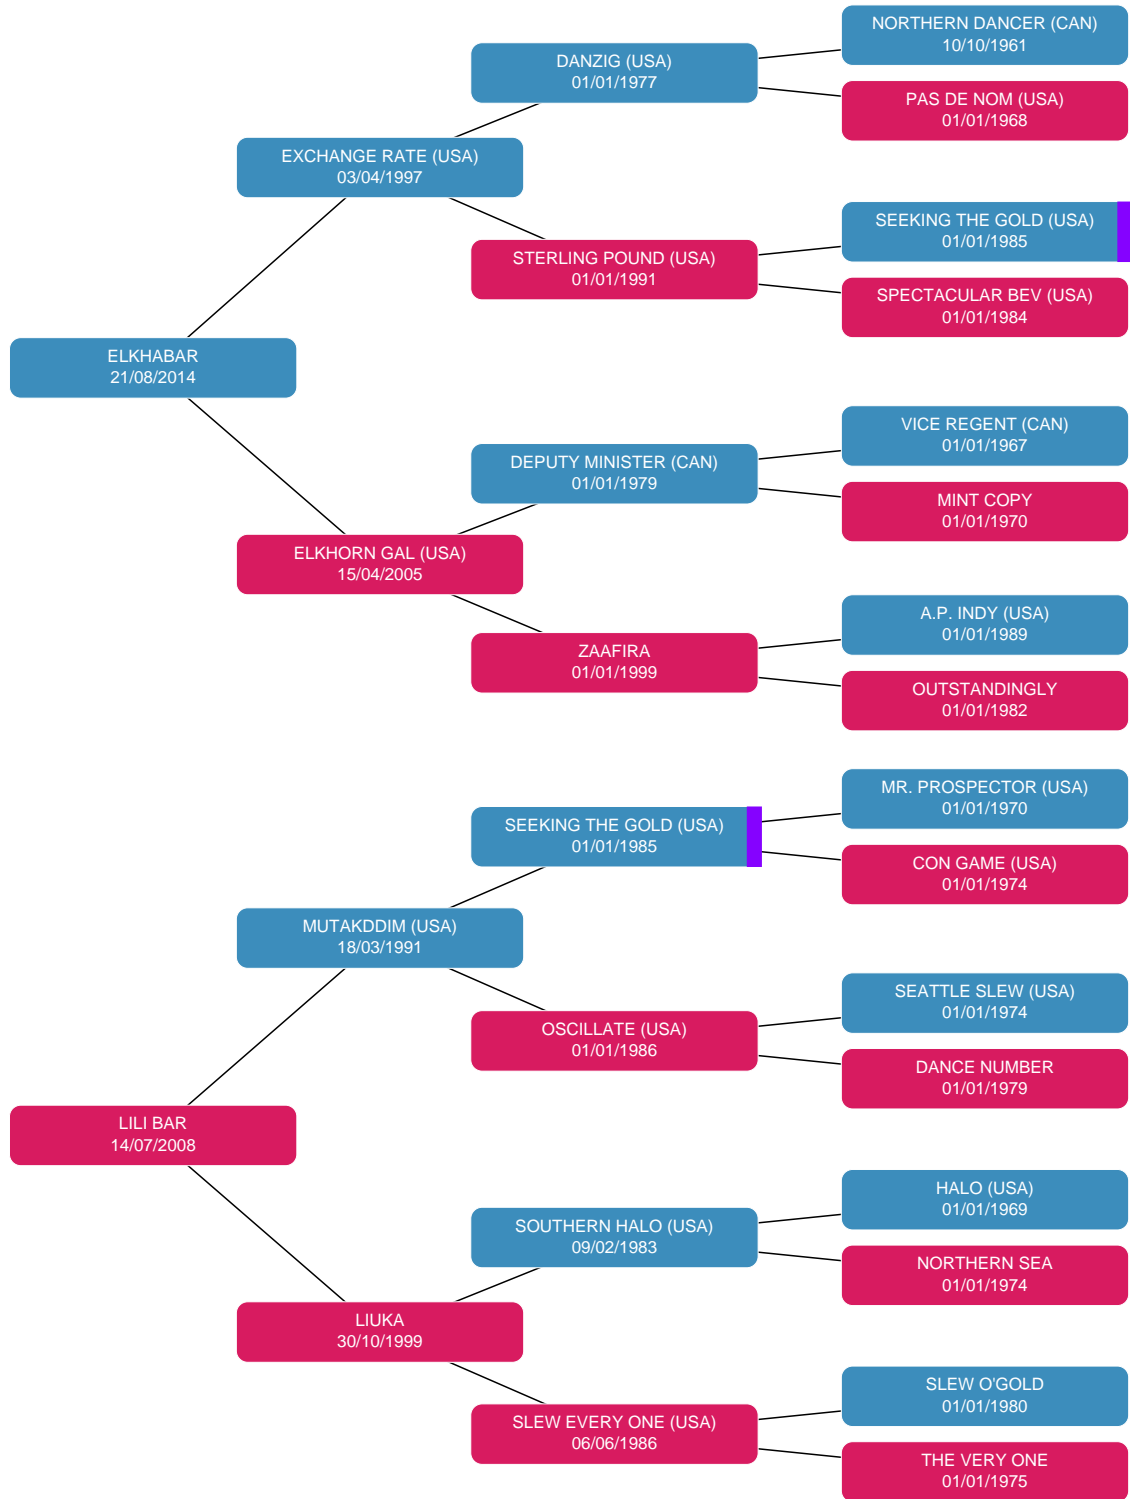 NORTHERN DANCER (CAN)
10/10/1961
DANZIG (USA)
01/01/1977
PAS DE NOM (USA)
01/01/1968
EXCHANGE RATE (USA)
03/04/1997
SEEKING THE GOLD (USA)
01/01/1985
STERLING POUND (USA)
01/01/1991
SPECTACULAR BEV (USA)
01/01/1984
ELKHABAR
21/08/2014
VICE REGENT (CAN)
01/01/1967
DEPUTY MINISTER (CAN)
01/01/1979
MINT COPY
01/01/1970
ELKHORN GAL (USA)
15/04/2005
A.P. INDY (USA)
01/01/1989
ZAAFIRA
01/01/1999
OUTSTANDINGLY
01/01/1982
MR. PROSPECTOR (USA)
01/01/1970
SEEKING THE GOLD (USA)
01/01/1985
CON GAME (USA)
01/01/1974
MUTAKDDIM (USA)
18/03/1991
SEATTLE SLEW (USA)
01/01/1974
OSCILLATE (USA)
01/01/1986
DANCE NUMBER
01/01/1979
LILI BAR
14/07/2008
HALO (USA)
01/01/1969
SOUTHERN HALO (USA)
09/02/1983
NORTHERN SEA
01/01/1974
LIUKA
30/10/1999
SLEW O'GOLD
01/01/1980
SLEW EVERY ONE (USA)
06/06/1986
THE VERY ONE
01/01/1975